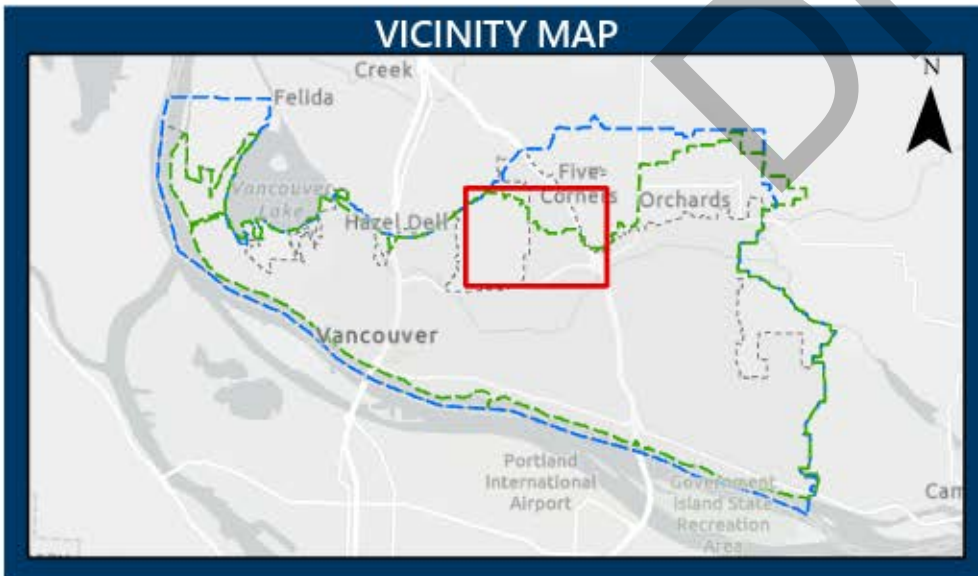 VICINITY MAP
Creek
N
Felida
Five
Corners
Vancouver
Lake
Orchards
Hazel Dell
Vancouver
Portland
International
Airport
Government
Island State
Recreation
Area
Cam